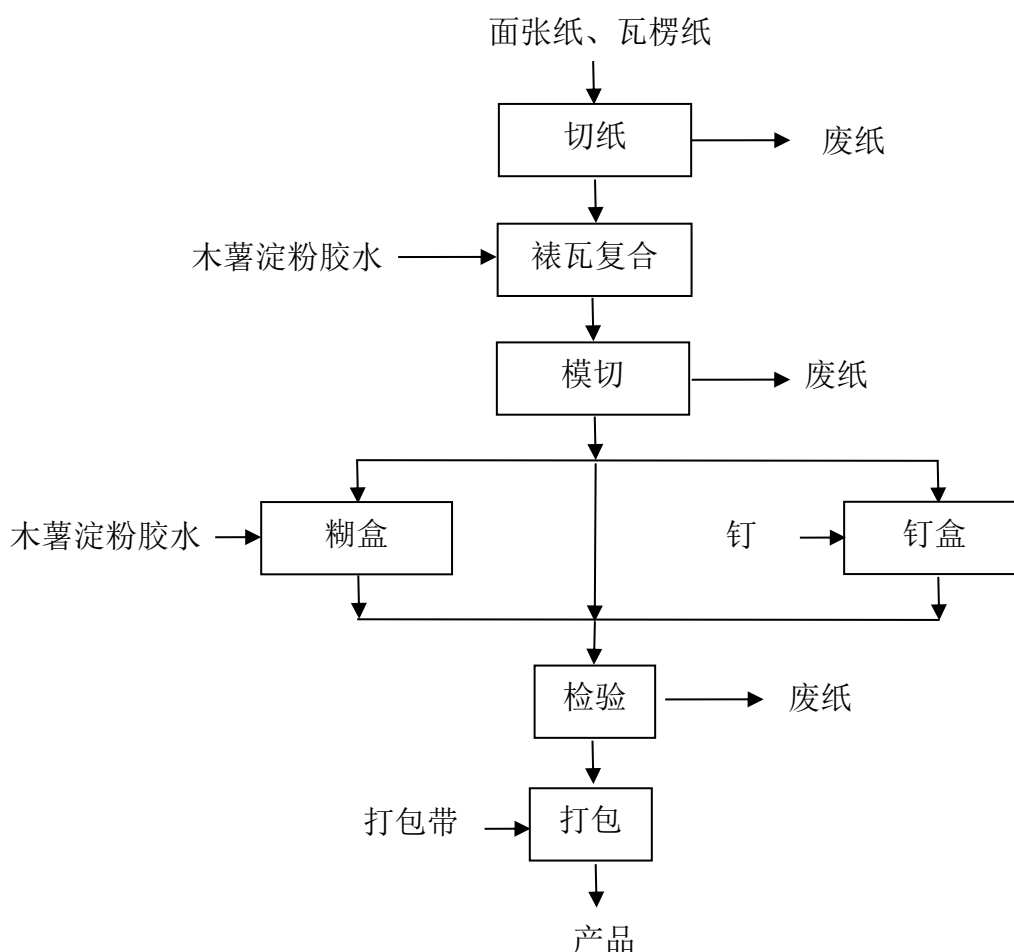 面张纸、瓦楞纸
切纸
废纸
木薯淀粉胶水
裱瓦复合
模切
废纸
木薯淀粉胶水
糊盒
钉
钉盒
检验
废纸
打包带
打包
产品